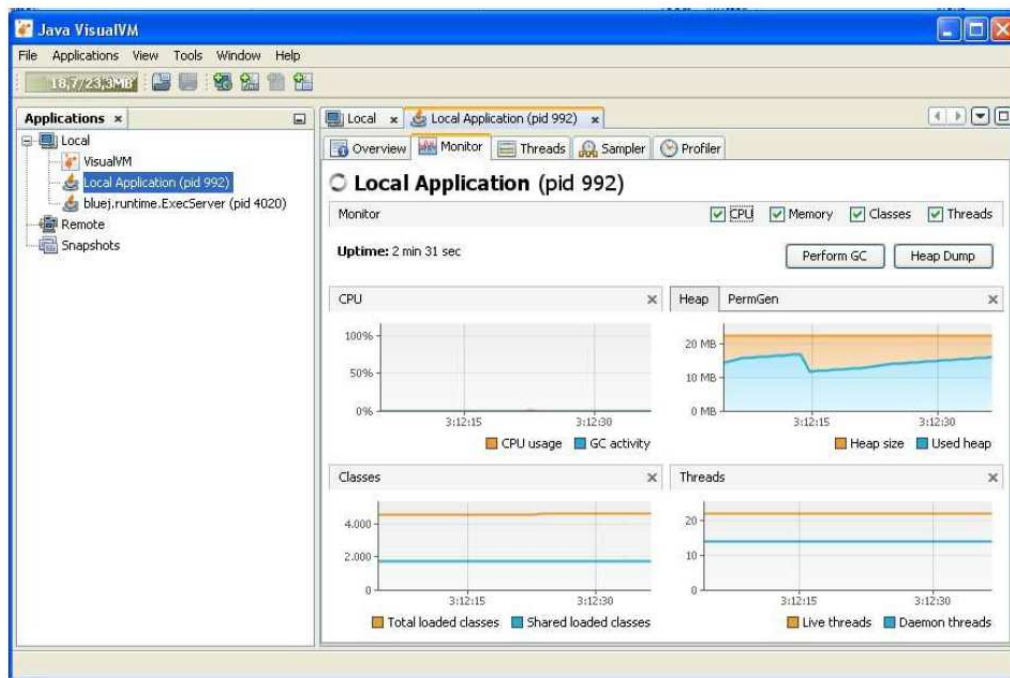 Java VisualVM
File Applications View Tools Window Help
18,7/23,3MB
Applications
Local
VisualVM
Local Application (pid 992)
bluej.runtime.ExecServer (pid 4020)
Remote
Snapshots
Local
Local Application (pid 992)
Overview Monitor Threads Sampler Profiler
Local Application (pid 992)
Monitor CPU Memory Classes Threads
Uptime: 2 min 31 sec
Perform GC Heap Dump
CPU
100%
50%
0%
3:12:15 3:12:30
CPU usage GC activity
Heap PermGen
20 MB
10 MB
0 MB
3:12:15 3:12:30
Heap size Used heap
Classes
4.000
2.000
0
3:12:15 3:12:30
Total loaded classes Shared loaded classes
Threads
20
10
0
3:12:15 3:12:30
Live threads Daemon threads